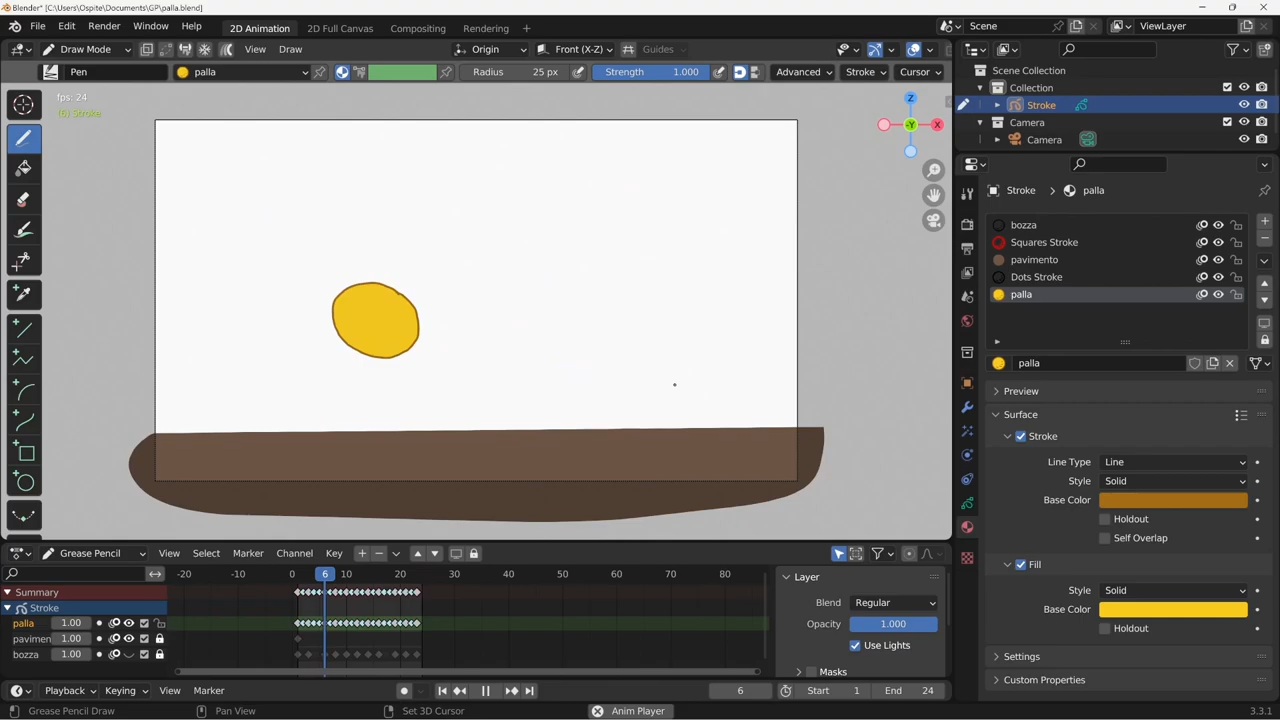 Blender* [C:\Users\Ospite\Documents\GP\palla.blend]
File Edit Render Window Help 2D Animation 2D Full Canvas Compositing Rendering Scene ViewLayer
Draw Mode View Draw Origin Front (X-Z) Guides
Pen palla Radius 25 px Strength 1.000 Advanced Stroke Cursor
Scene Collection
Collection
Stroke
Camera
Camera
fps: 24
(6) Stroke
Z
-Y
X
Stroke palla
bozza
Squares Stroke
pavimento
Dots Stroke
palla
palla
Preview
Surface
Stroke
Line Type Line
Style Solid
Base Color
Holdout
Self Overlap
Fill
Style Solid
Base Color
Holdout
Settings
Custom Properties
Grease Pencil View Select Marker Channel Key
-20 -10 0 6 10 20 30 40 50 60 70 80
Summary
Stroke
palla 1.00
pavimen 1.00
bozza 1.00
Layer
Blend Regular
Opacity 1.000
Use Lights
Masks
Playback Keying View Marker 6 Start 1 End 24
Grease Pencil Draw Pan View Set 3D Cursor Anim Player 3.3.1